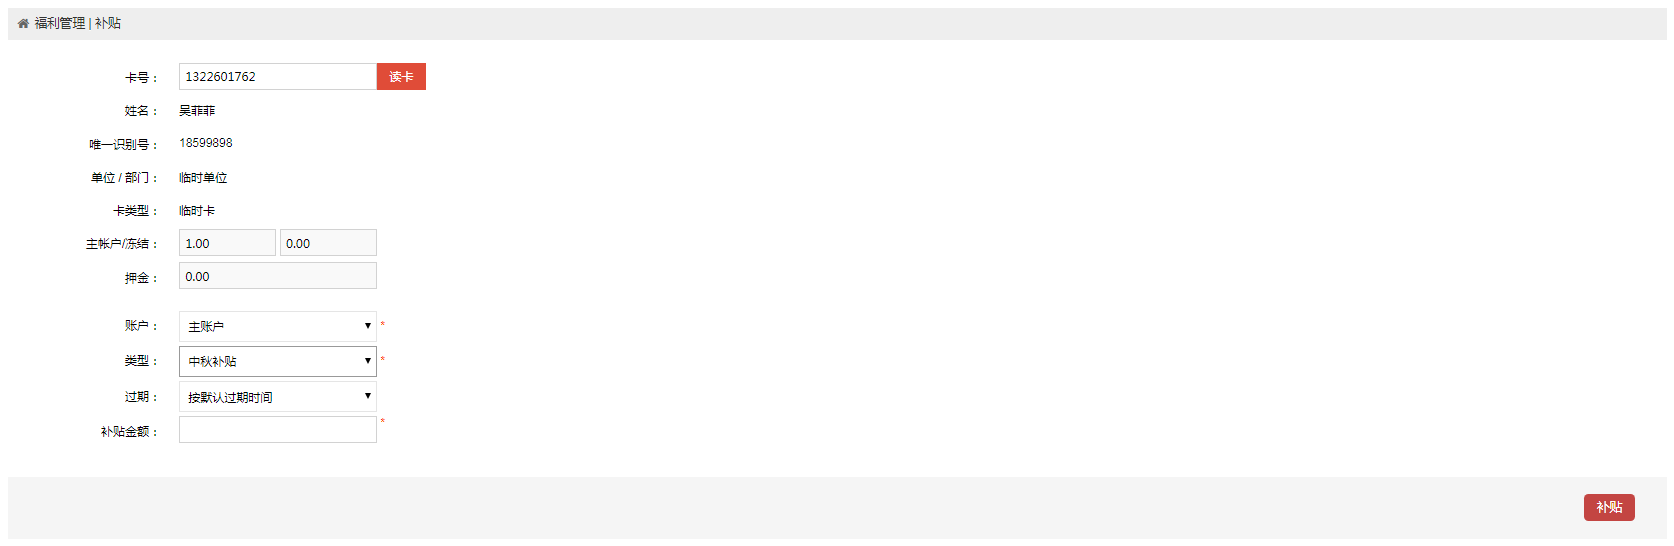 福利管理 | 补贴
卡号： 1322601762 读卡
姓名： 吴菲菲
唯一识别号： 18599898
单位 / 部门： 临时单位
卡类型： 临时卡
主帐户/冻结： 1.00 0.00
押金： 0.00
账户： 主账户 *
类型： 中秋补贴 *
过期： 按默认过期时间
补贴金额： *
补贴